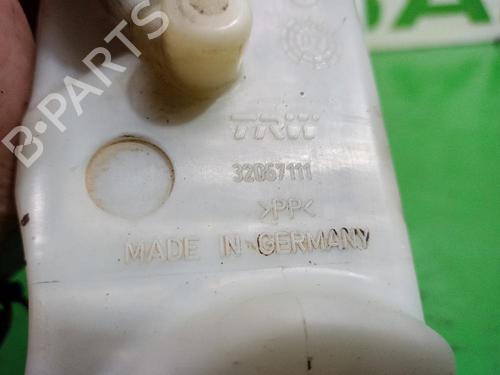 B-PARTS
TRW
32067111
>PP<
MADE IN GERMANY